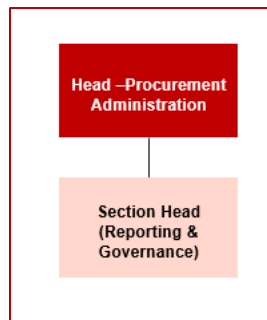 Head –Procurement
Administration
Section Head
(Reporting &
Governance)